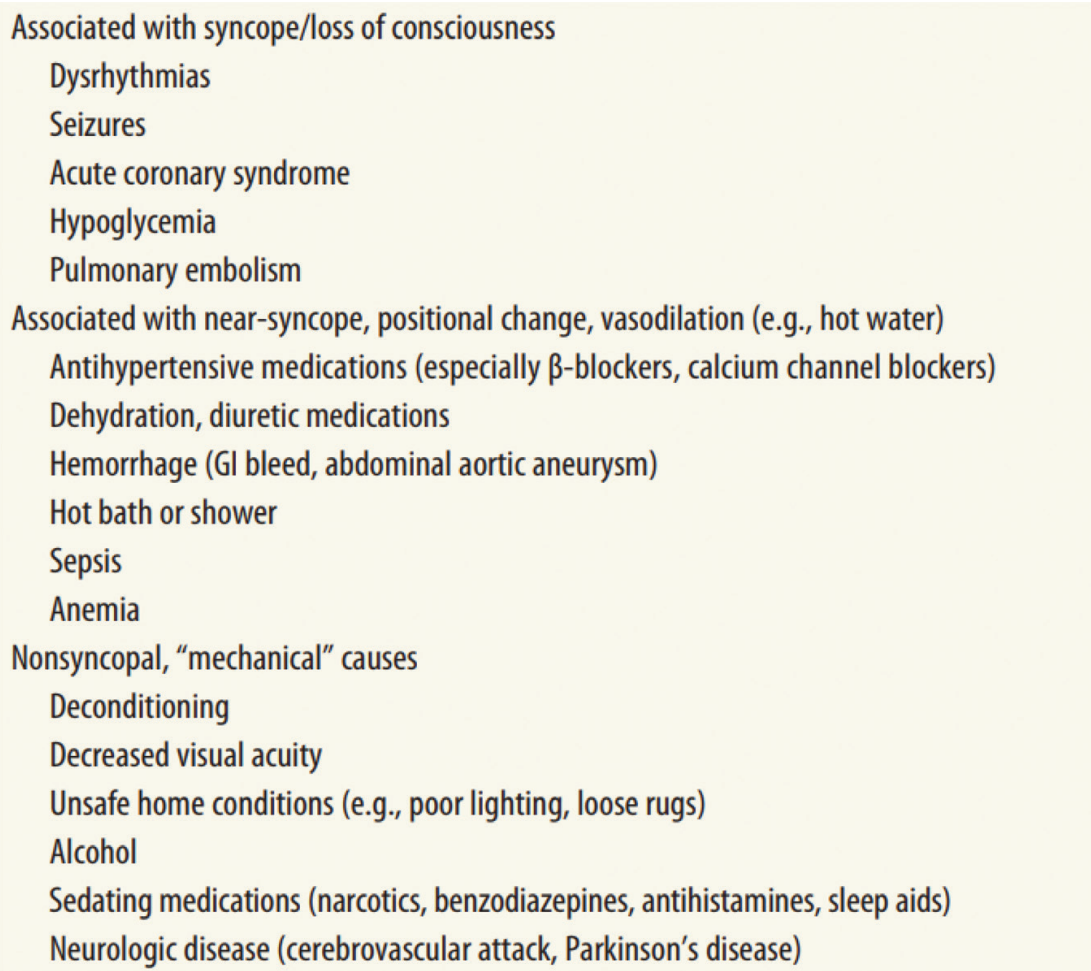 Associated with syncope/loss of consciousness
Dysrhythmias
Seizures
Acute coronary syndrome
Hypoglycemia
Pulmonary embolism
Associated with near-syncope, positional change, vasodilation (e.g., hot water)
Antihypertensive medications (especially β-blockers, calcium channel blockers)
Dehydration, diuretic medications
Hemorrhage (GI bleed, abdominal aortic aneurysm)
Hot bath or shower
Sepsis
Anemia
Nonsyncopal, “mechanical” causes
Deconditioning
Decreased visual acuity
Unsafe home conditions (e.g., poor lighting, loose rugs)
Alcohol
Sedating medications (narcotics, benzodiazepines, antihistamines, sleep aids)
Neurologic disease (cerebrovascular attack, Parkinson’s disease)